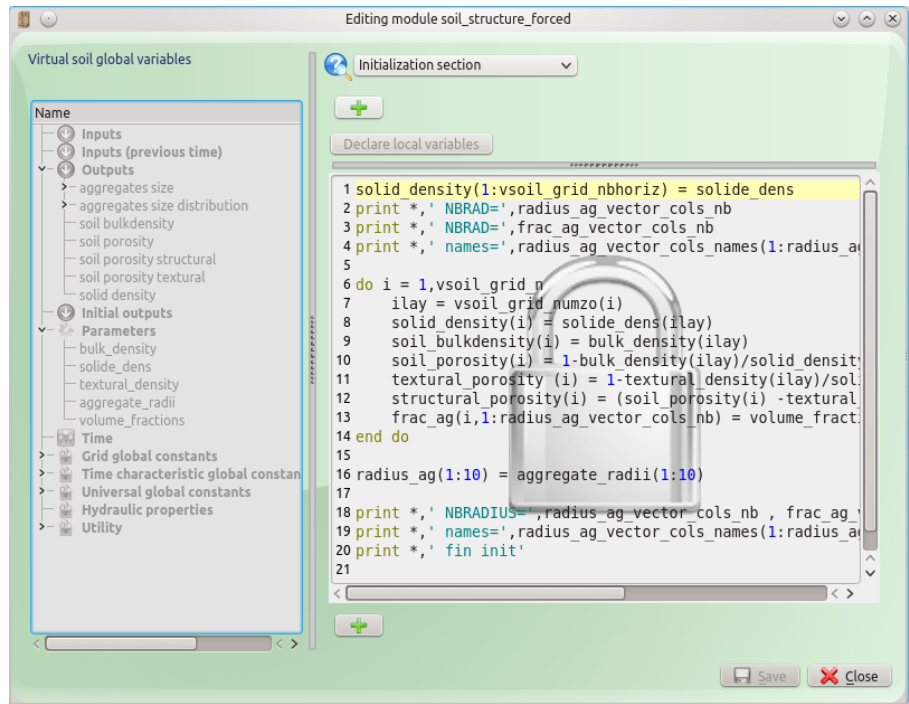 Editing module soil_structure_forced
Virtual soil global variables
Name
Inputs
Inputs (previous time)
Outputs
aggregates size
aggregates size distribution
soil bulkdensity
soil porosity
soil porosity structural
soil porosity textural
solid density
Initial outputs
Parameters
bulk_density
solide_dens
textural_density
aggregate_radii
volume_fractions
Time
Grid global constants
Time characteristic global constan
Universal global constants
Hydraulic properties
Utility
Initialization section
Declare local variables
1 solid_density(1:vsoil_grid_nbhoriz) = solide_dens
2 print *,' NBRAD=',radius_ag_vector_cols_nb
3 print *,' NBRAD=',frac_ag_vector_cols_nb
4 print *,' names=',radius_ag_vector_cols_names(1:radius_ag
5
6 do i = 1,vsoil_grid_n
7 ilay = vsoil_grid_numzo(i)
8 solid_density(i) = solide_dens(ilay)
9 soil_bulkdensity(i) = bulk_density(ilay)
10 soil_porosity(i) = 1-bulk_density(ilay)/solid_density
11 textural_porosity (i) = 1-textural_density(ilay)/soli
12 structural_porosity(i) = (soil_porosity(i) -textural_
13 frac_ag(i,1:radius_ag_vector_cols_nb) = volume_fracti
14 end do
15
16 radius_ag(1:10) = aggregate_radii(1:10)
17
18 print *,' NBRADIUS=',radius_ag_vector_cols_nb , frac_ag_v
19 print *,' names=',radius_ag_vector_cols_names(1:radius_ag
20 print *,' fin init'
21
Save
Close